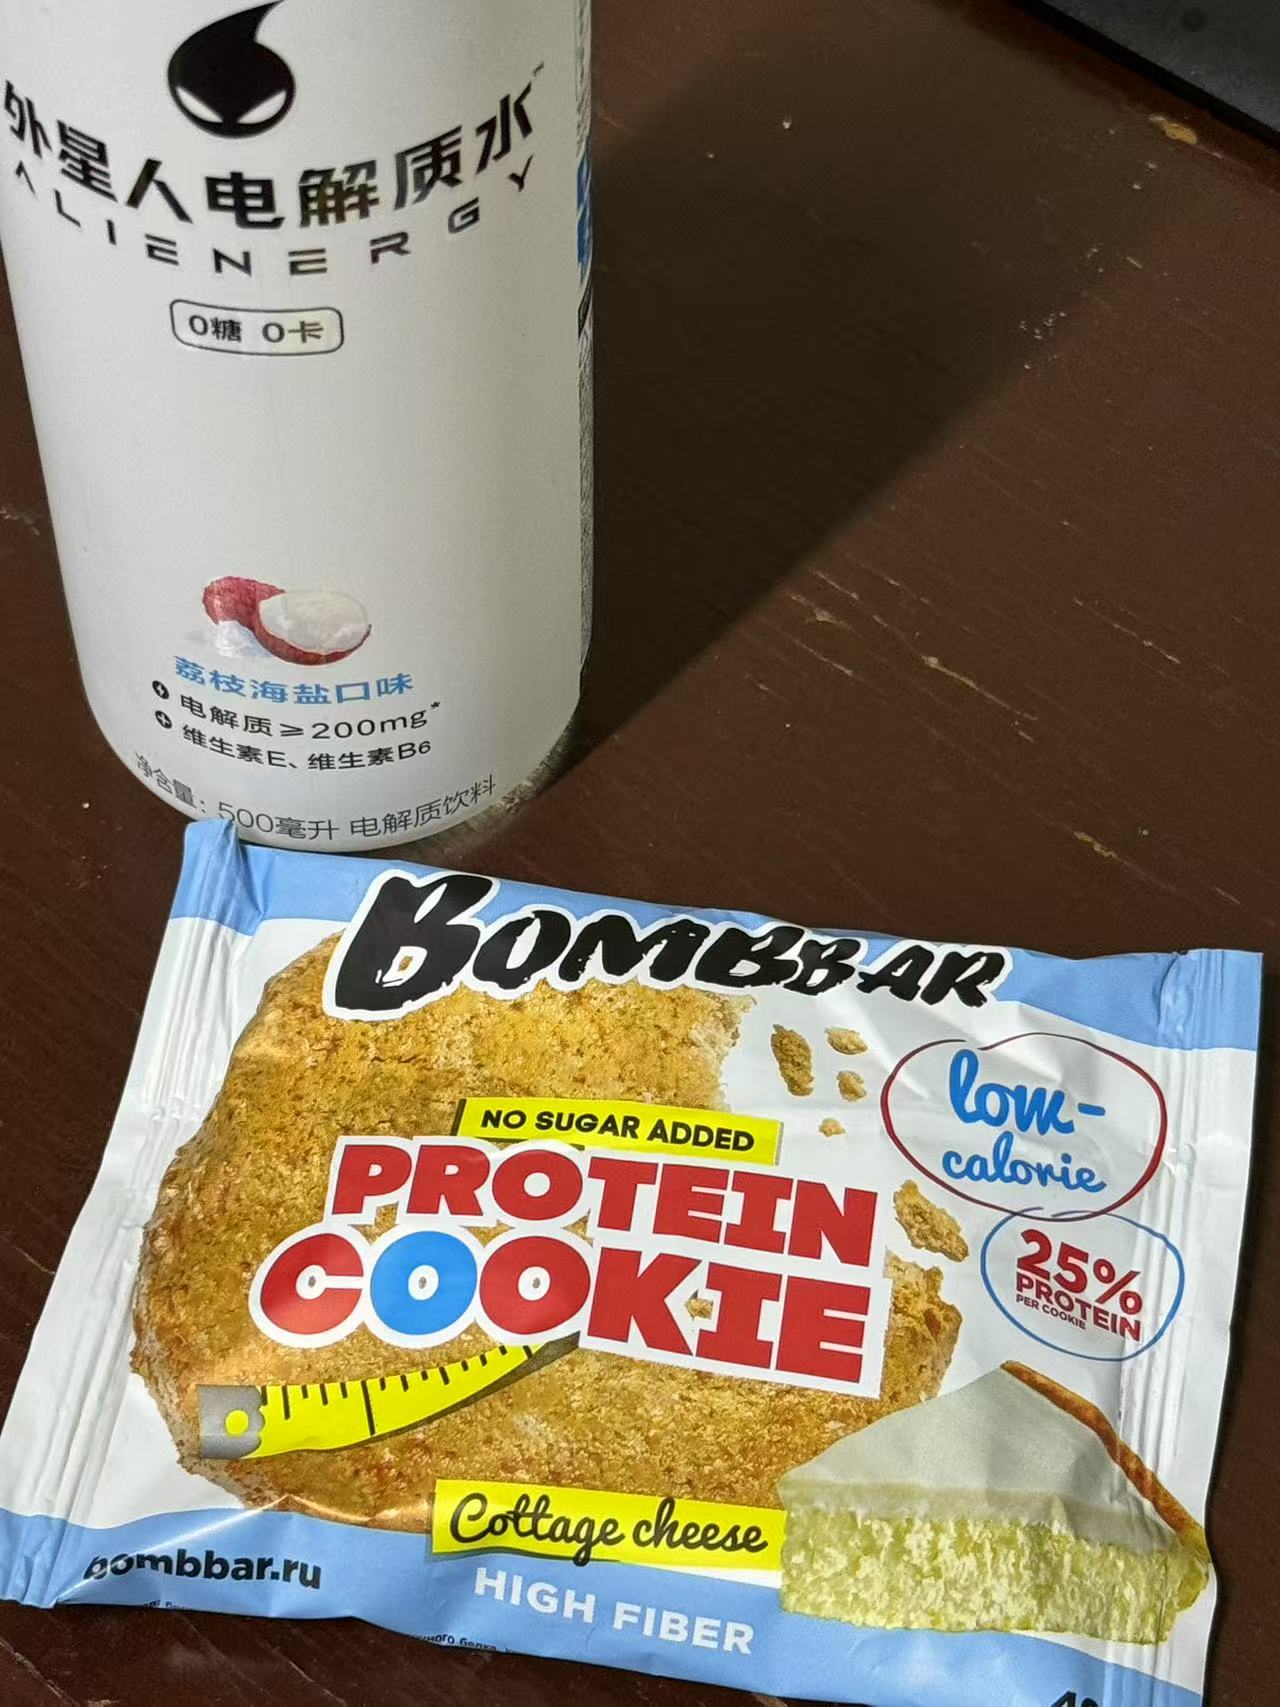 外星人电解质水™
ALIENERGY
0糖 0卡
荔枝海盐口味
电解质≥200mg*
维生素E、维生素B6
净含量：500毫升 电解质饮料
BOMBBAR
low-
calorie
NO SUGAR ADDED
PROTEIN
COOKIE
25%
PROTEIN
PER COOKIE
Cottage cheese
bombbar.ru
HIGH FIBER